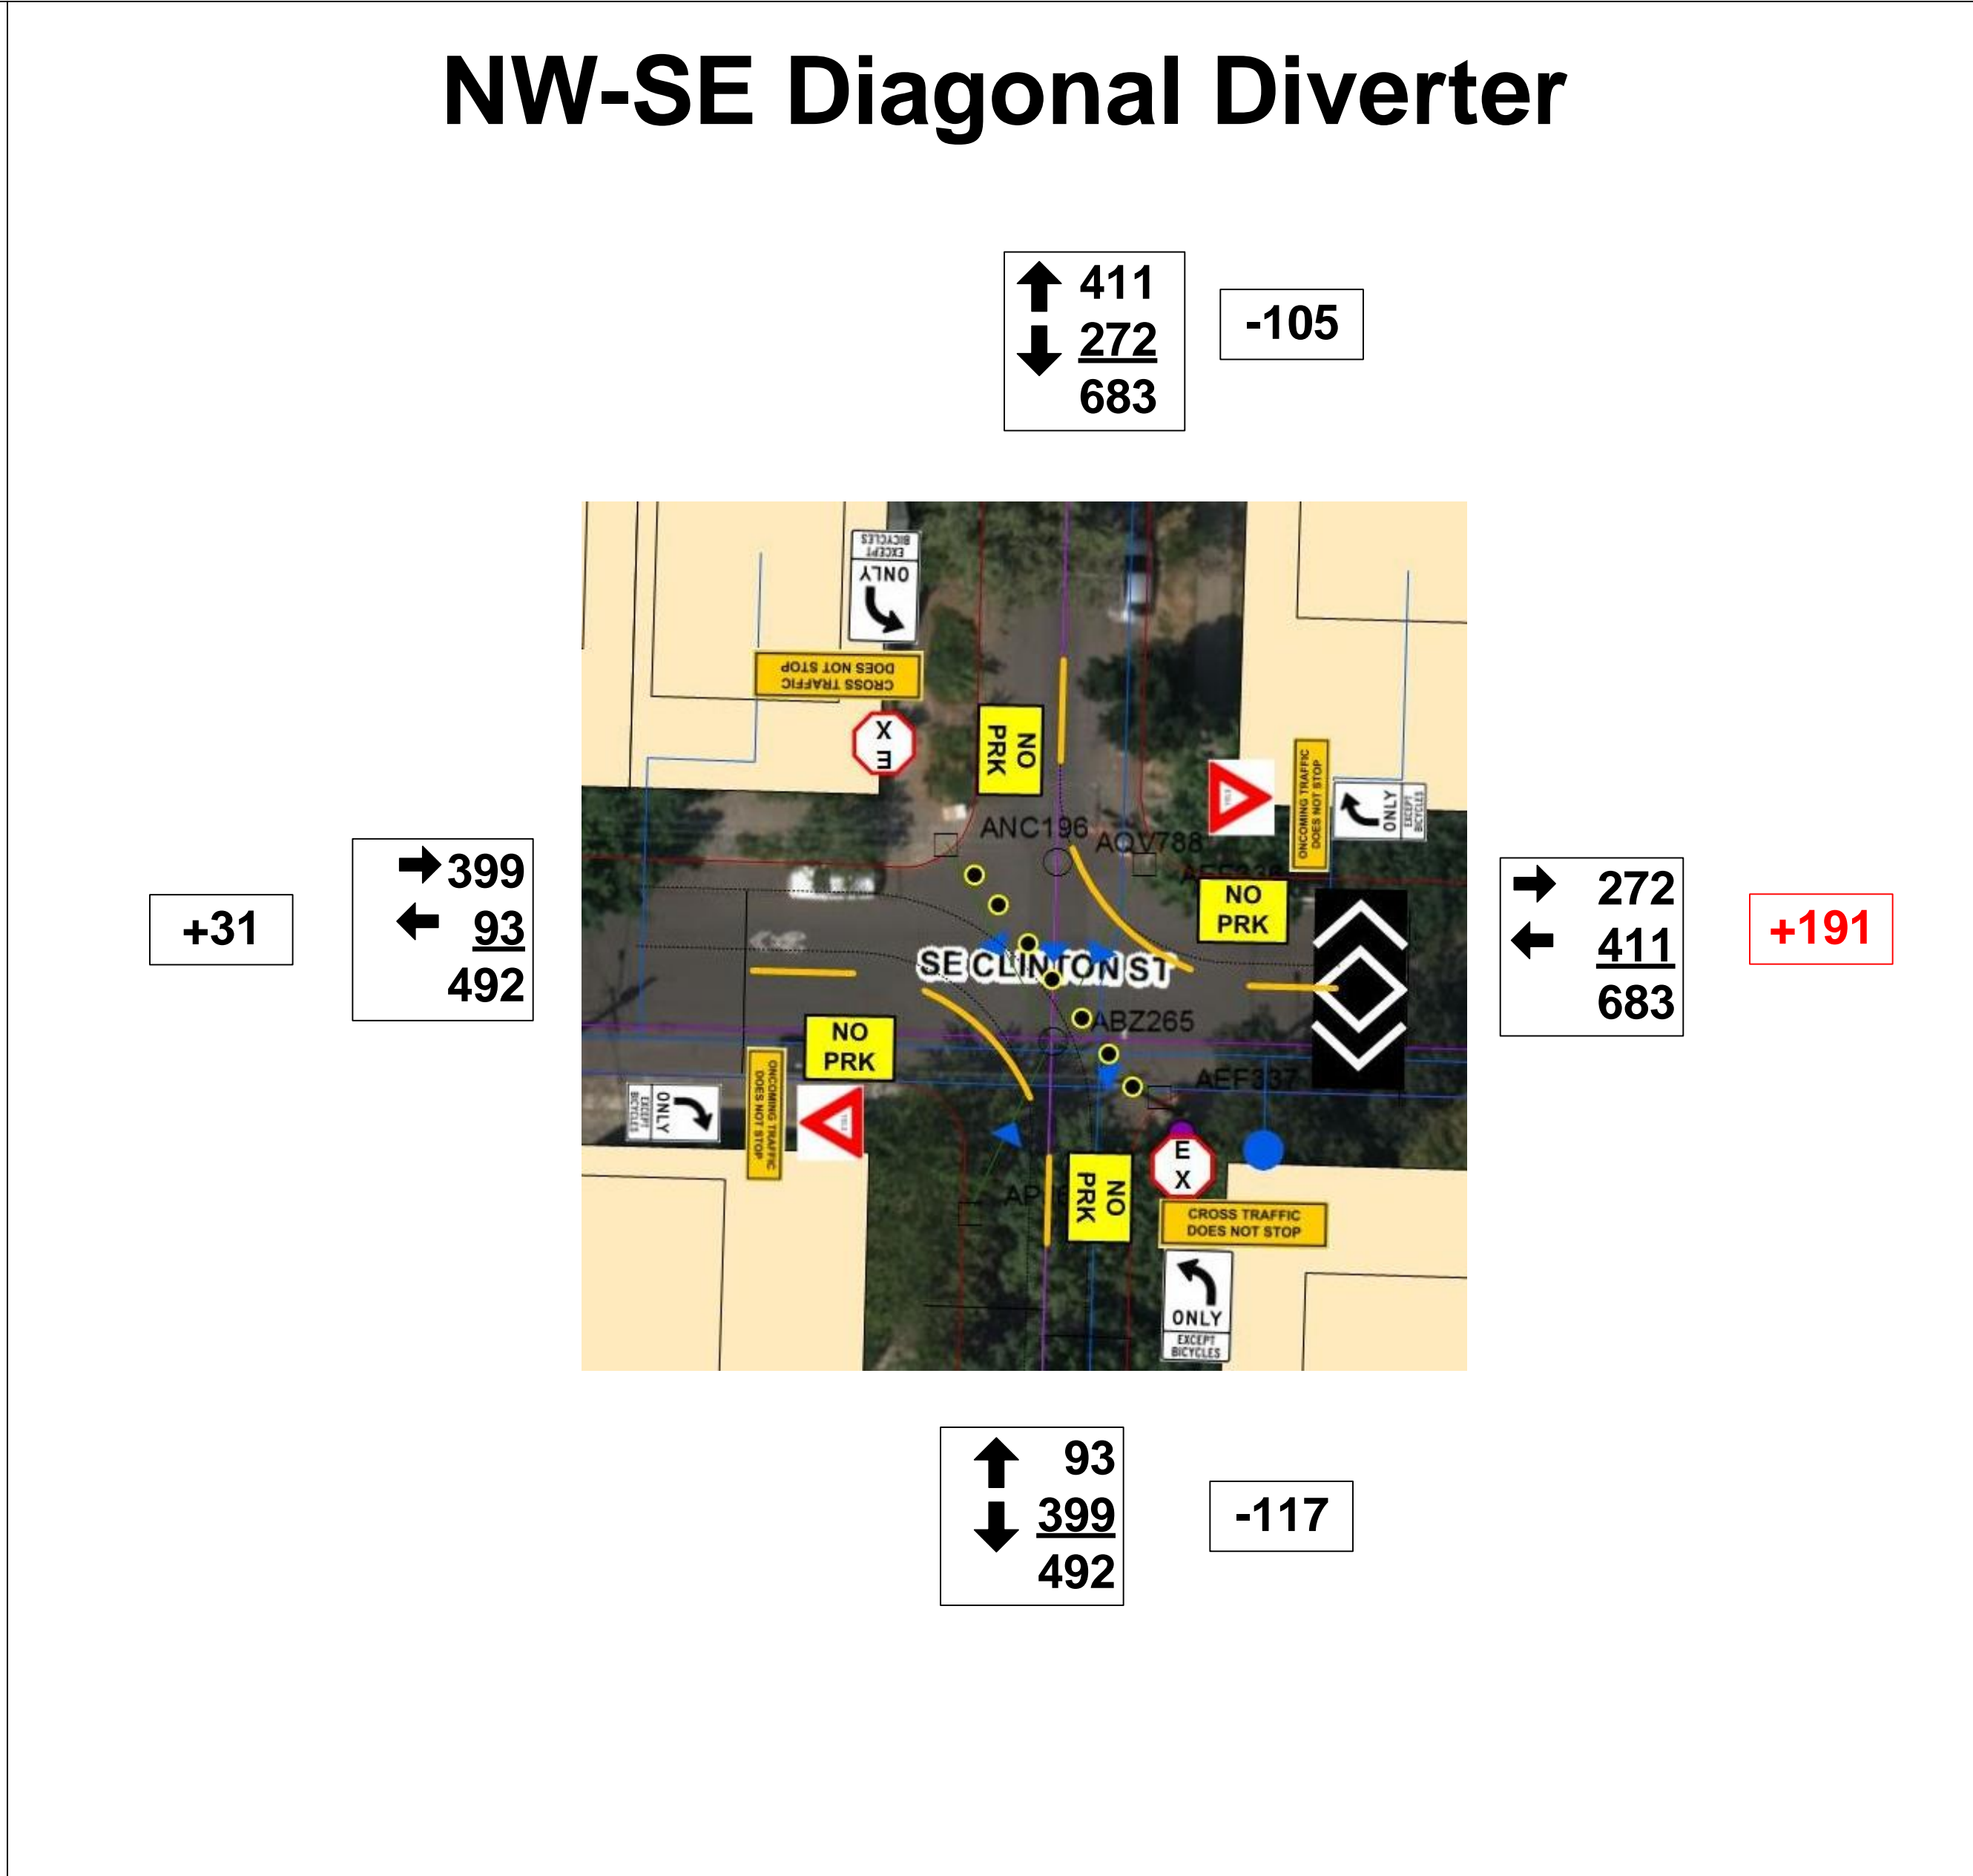 NW-SE Diagonal Diverter
411
272
683
-105
EXCEPT
BICYCLES
ONLY
CROSS TRAFFIC
DOES NOT STOP
E
X
NO
PRK
ONCOMING TRAFFIC
DOES NOT STOP
ONLY
EXCEPT
BICYCLES
ANC196
AQV788
NO
PRK
+31
399
93
492
272
411
683
+191
SE CLINTON ST
ABZ265
NO
PRK
AEF337
ONCOMING TRAFFIC
DOES NOT STOP
ONLY
EXCEPT
BICYCLES
E
X
NO
PRK
CROSS TRAFFIC
DOES NOT STOP
ONLY
EXCEPT
BICYCLES
93
399
492
-117